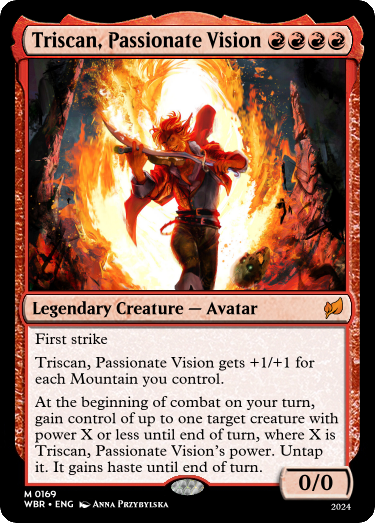 Triscan, Passionate Vision
Legendary Creature — Avatar
First strike
Triscan, Passionate Vision gets +1/+1 for
each Mountain you control.
At the beginning of combat on your turn,
gain control of up to one target creature with
power X or less until end of turn, where X is
Triscan, Passionate Vision's power. Untap
it. It gains haste until end of turn.
0/0
M 0169
WBR • ENG Anna Przybylska
2024